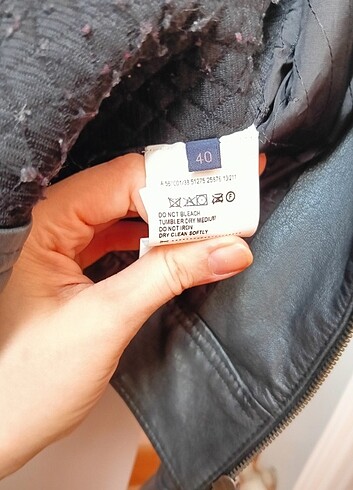 40
DO NOT BLEACH
TUMBLER DRY MEDIUM
DO NOT IRON
DRY CLEAN SOFTLY